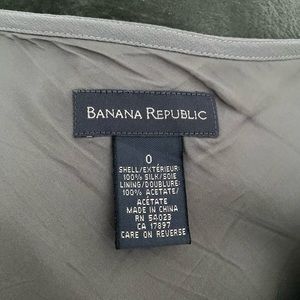 BANANA REPUBLIC
0
SHELL/EXTÉRIEUR:
100% SILK/SOIE
LINING/DOUBLURE:
100% ACETATE/
ACÉTATE
MADE IN CHINA
RN 54023
CA 17897
CARE ON REVERSE